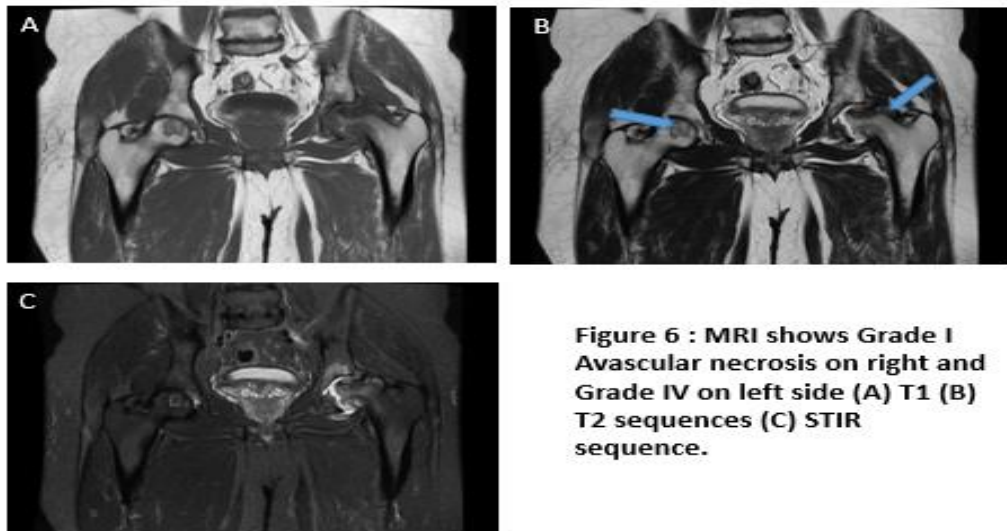 A
B
C
Figure 6 : MRI shows Grade I
Avascular necrosis on right and
Grade IV on left side (A) T1 (B)
T2 sequences (C) STIR
sequence.